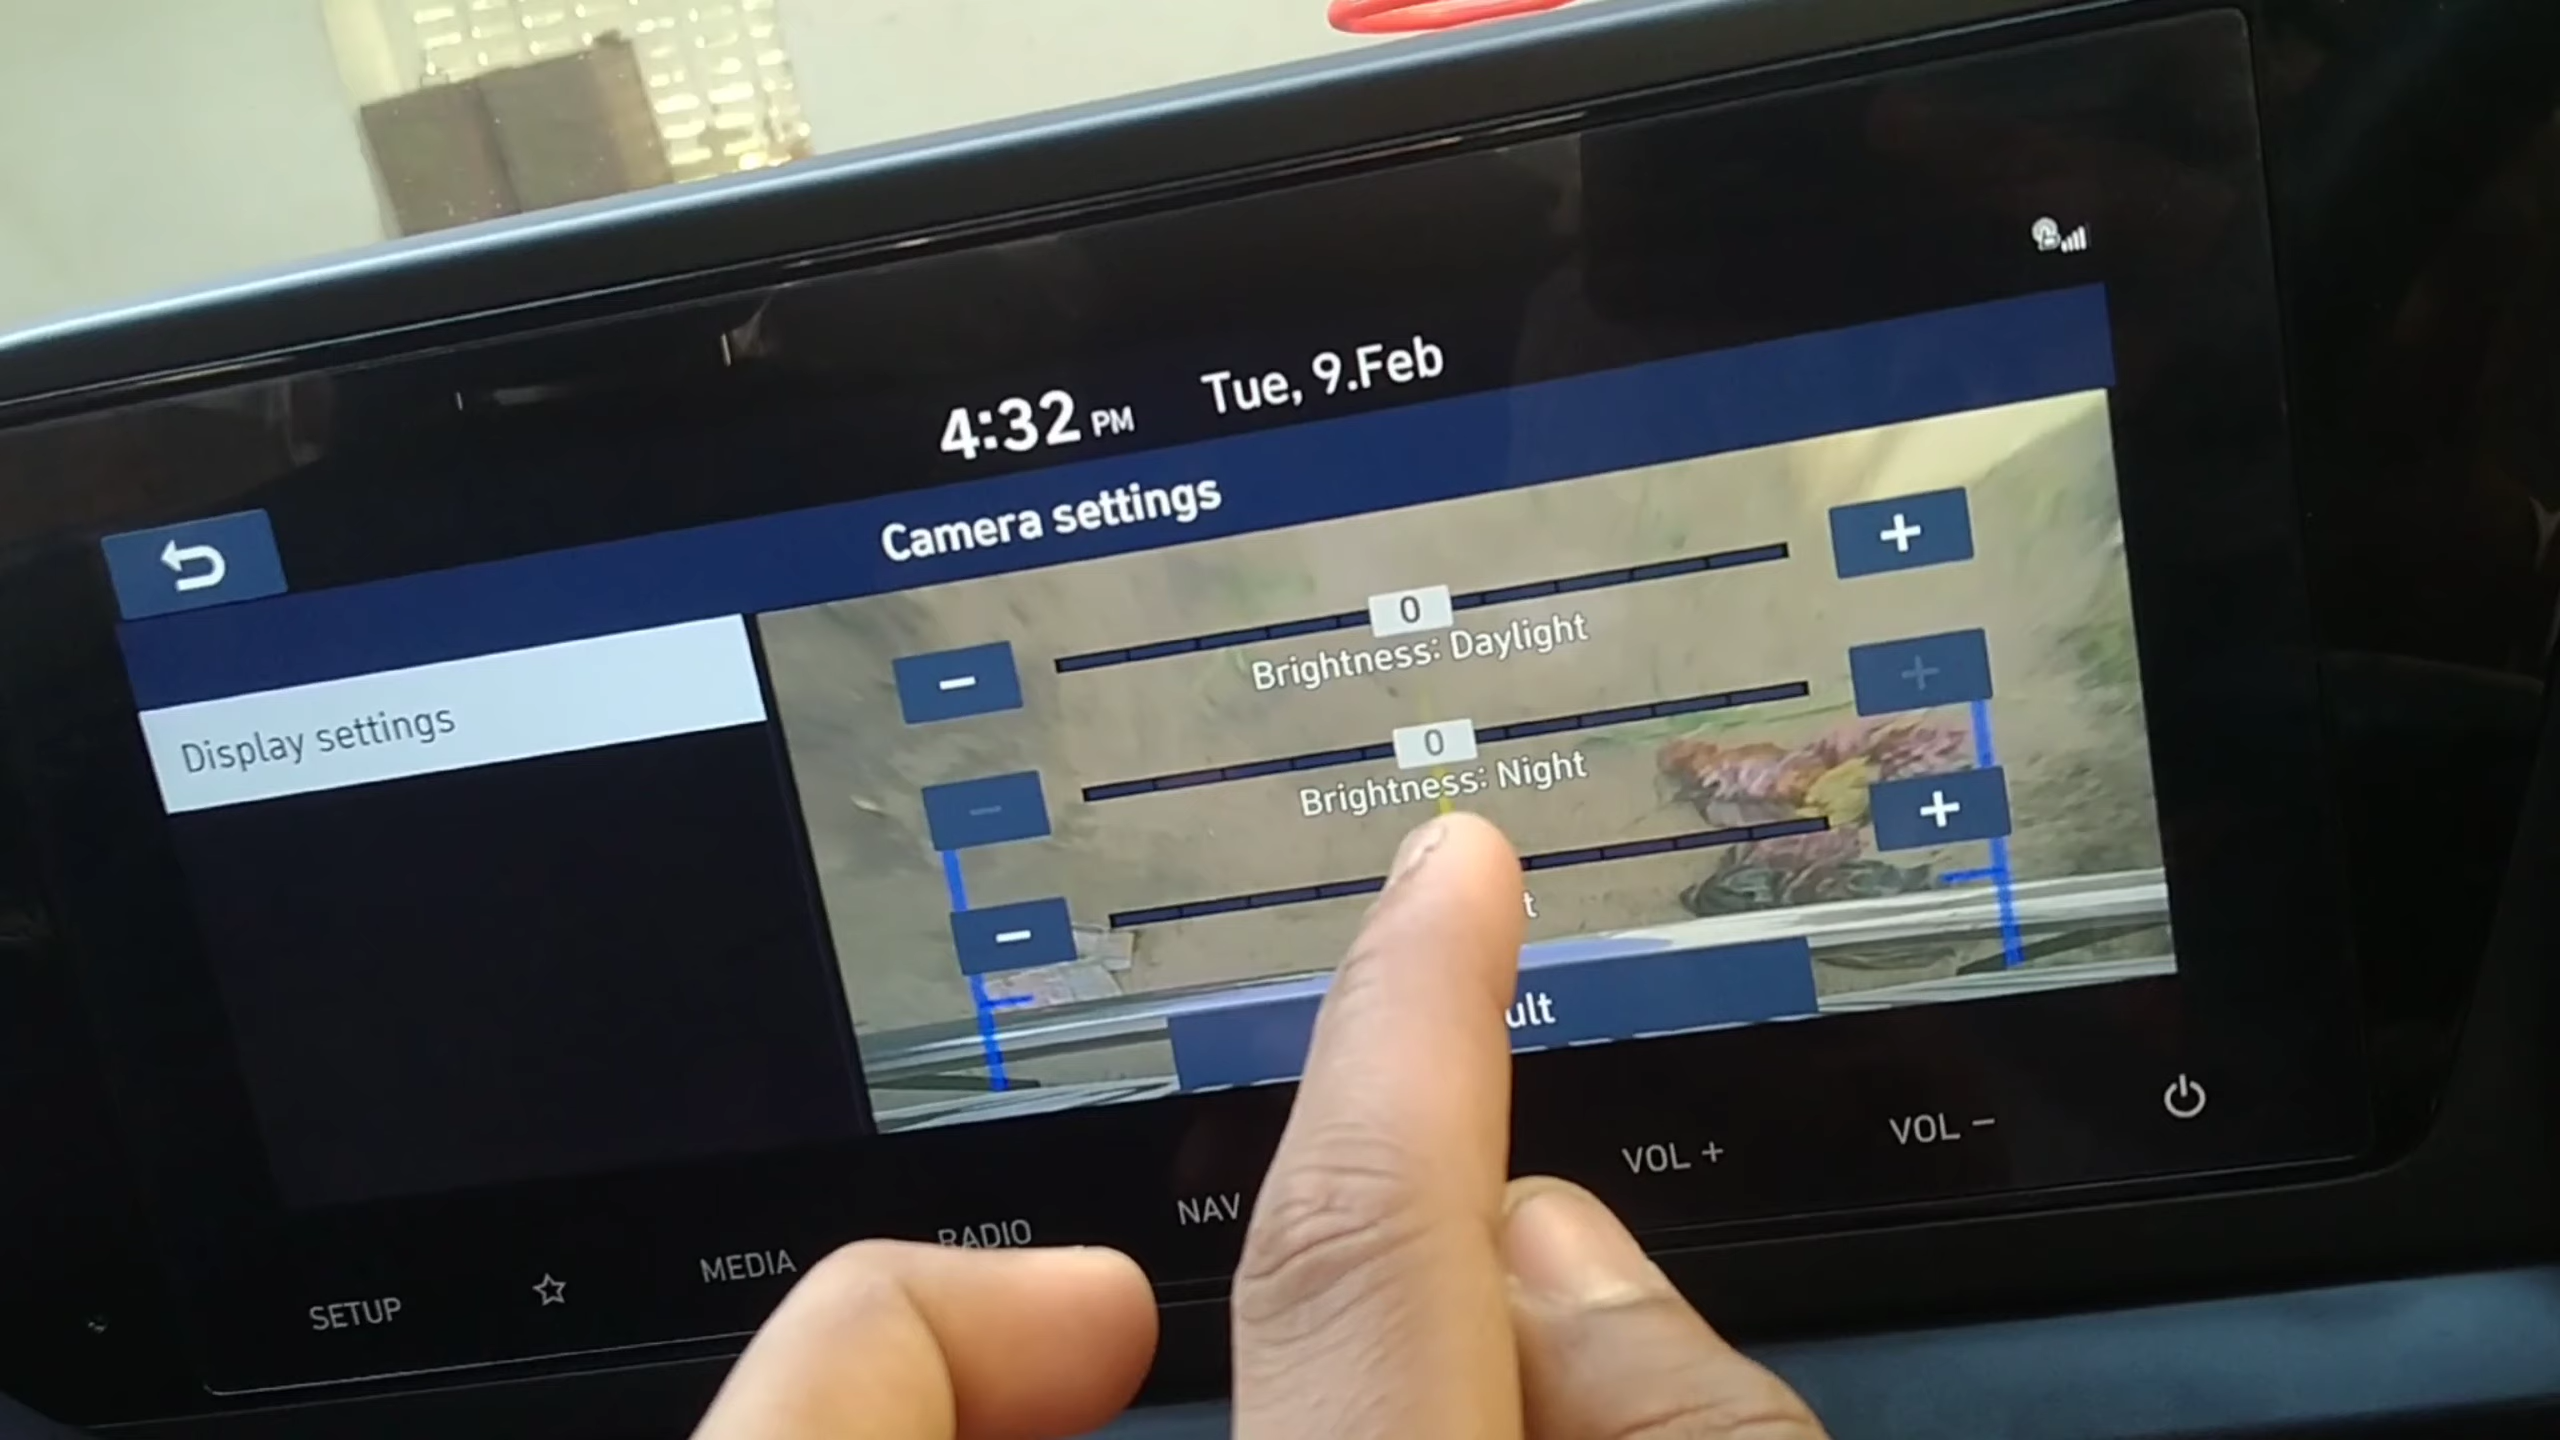 4:32 PM Tue, 9.Feb
Camera settings
Display settings
0
Brightness: Daylight
0
Brightness: Night
SETUP
MEDIA
RADIO
NAV
VOL +
VOL −